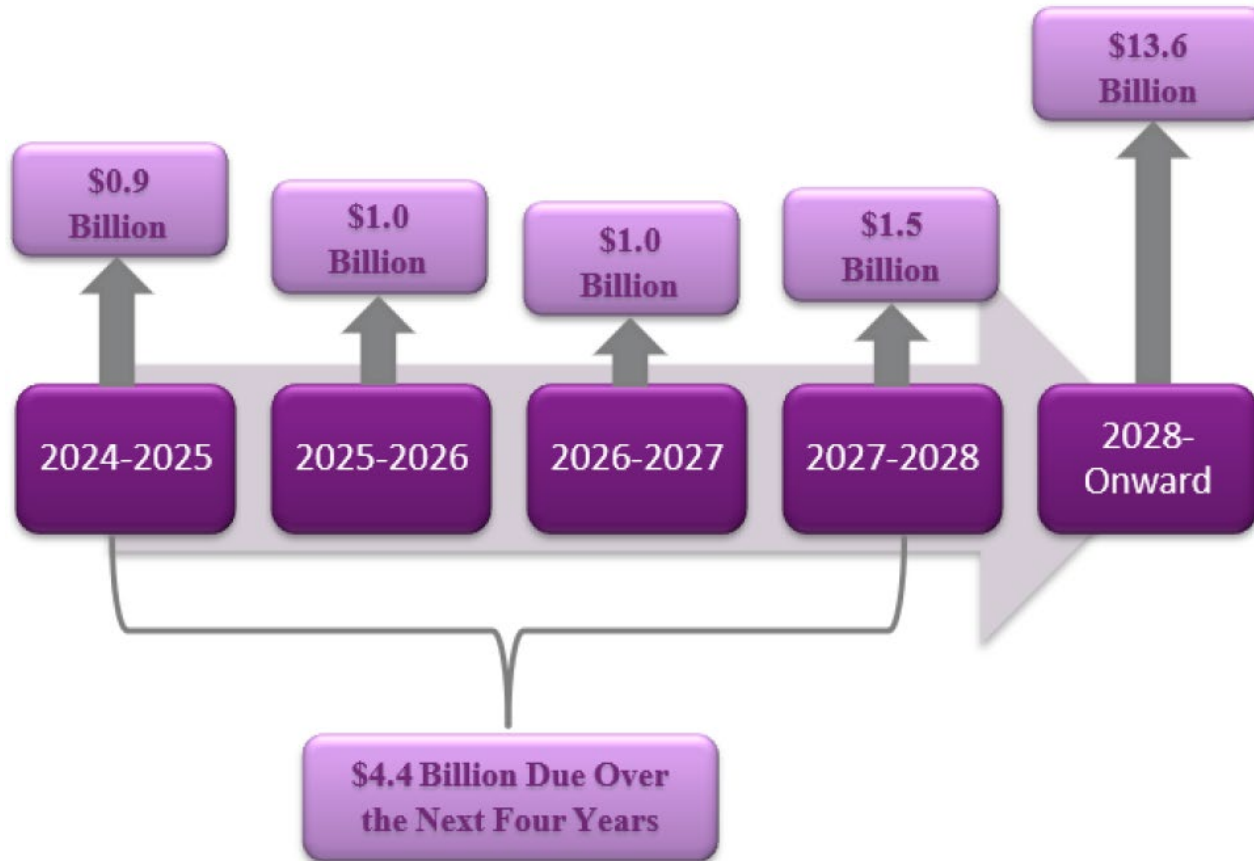 $13.6
Billion
$0.9
Billion
$1.0
Billion
$1.0
Billion
$1.5
Billion
2024-2025
2025-2026
2026-2027
2027-2028
2028-
Onward
$4.4 Billion Due Over
the Next Four Years